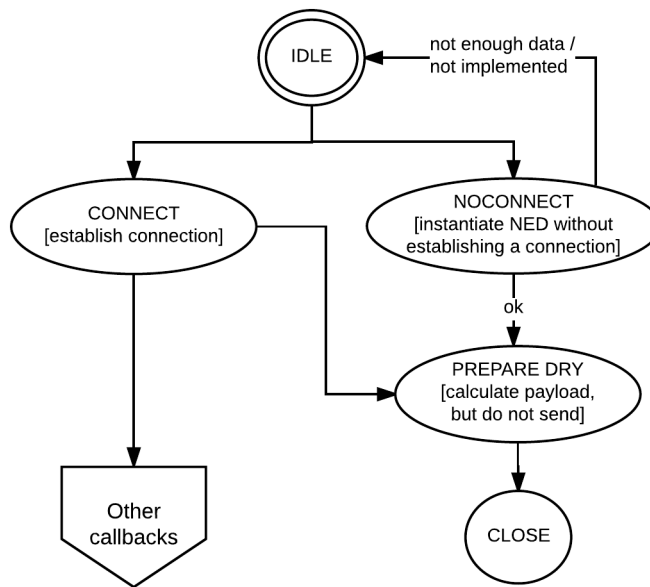 IDLE
not enough data /
not implemented
CONNECT
[establish connection]
NOCONNECT
[instantiate NED without
establishing a connection]
ok
PREPARE DRY
[calculate payload,
but do not send]
Other
callbacks
CLOSE